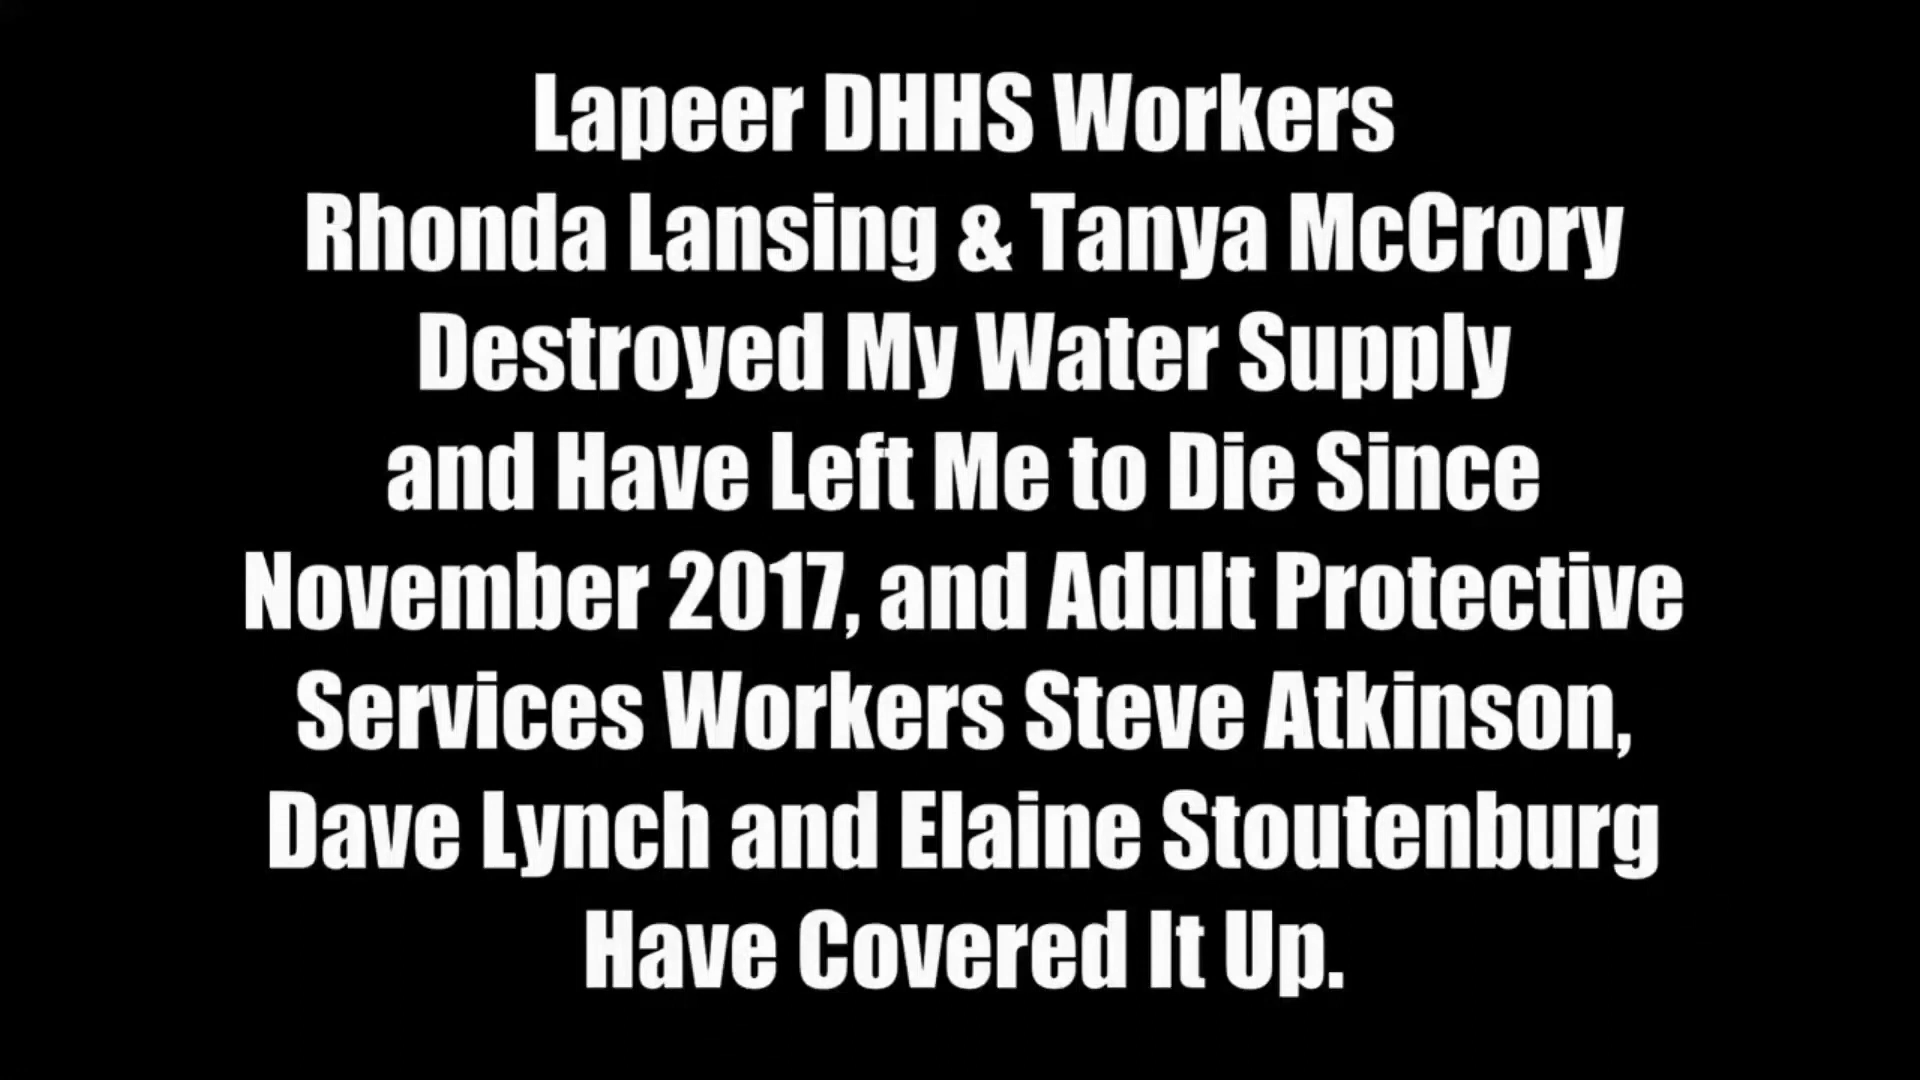 Lapeer DHHS Workers
Rhonda Lansing & Tanya McCrory
Destroyed My Water Supply
and Have Left Me to Die Since
November 2017, and Adult Protective
Services Workers Steve Atkinson,
Dave Lynch and Elaine Stoutenburg
Have Covered It Up.